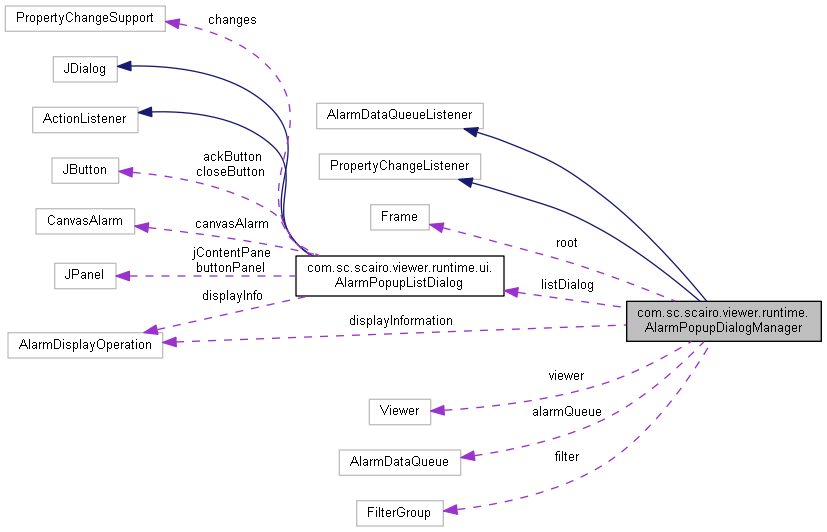 PropertyChangeSupport
changes
JDialog
ActionListener
AlarmDataQueueListener
ackButton
closeButton
JButton
PropertyChangeListener
CanvasAlarm
canvasAlarm
Frame
root
jContentPane
buttonPanel
JPanel
com.sc.scairo.viewer.runtime.ui.
AlarmPopupListDialog
listDialog
displayInfo
com.sc.scairo.viewer.runtime.
AlarmPopupDialogManager
displayInformation
AlarmDisplayOperation
viewer
Viewer
alarmQueue
AlarmDataQueue
filter
FilterGroup